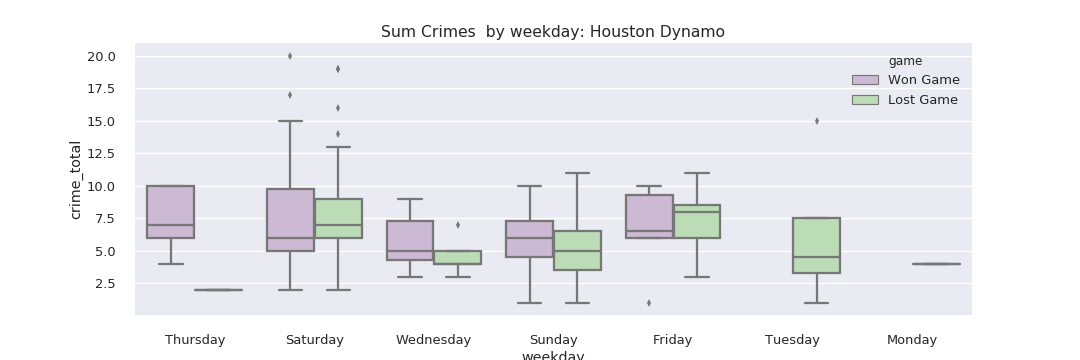 Sum Crimes  by weekday: Houston Dynamo
20.0
17.5
15.0
12.5
10.0
7.5
5.0
2.5
crime_total
game
Won Game
Lost Game
Thursday Saturday Wednesday Sunday Friday Tuesday Monday
weekday